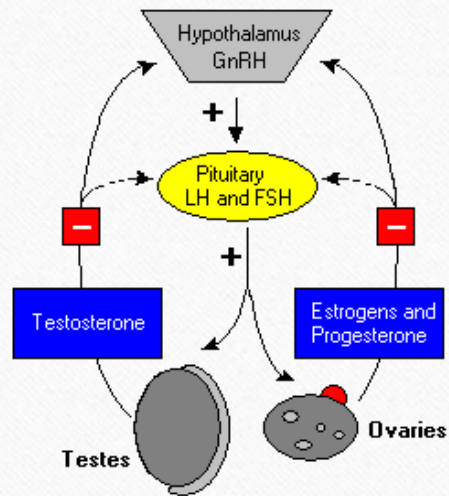 Hypothalamus
GnRH
+
Pituitary
LH and FSH
−
−
+
Testosterone
Estrogens and
Progesterone
Ovaries
Testes